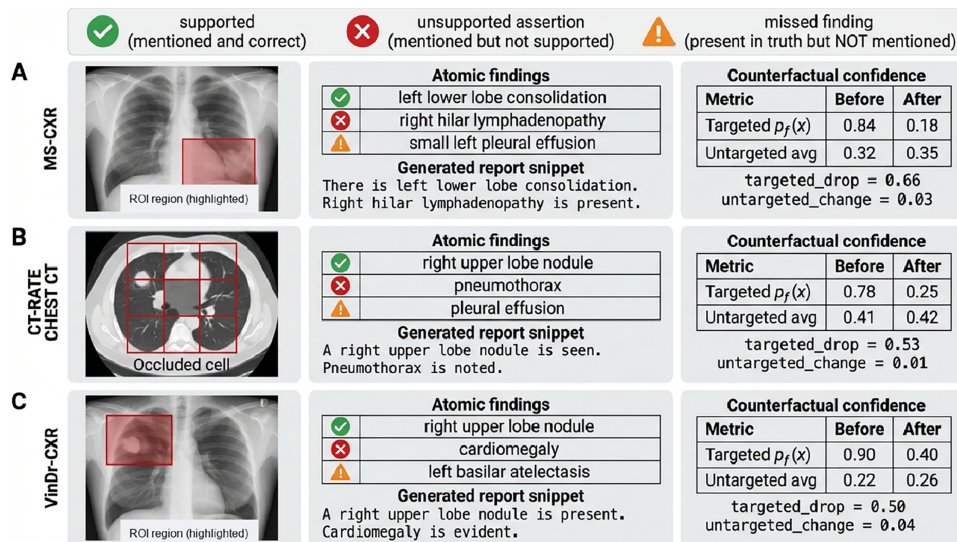 supported
(mentioned and correct)
unsupported assertion
(mentioned but not supported)
missed finding
(present in truth but NOT mentioned)
A
MS-CXR
ROI region (highlighted)
Atomic findings
left lower lobe consolidation
right hilar lymphadenopathy
small left pleural effusion
Generated report snippet
There is left lower lobe consolidation.
Right hilar lymphadenopathy is present.
Counterfactual confidence
Metric Before After
Targeted pf(x) 0.84 0.18
Untargeted avg 0.32 0.35
targeted_drop = 0.66
untargeted_change = 0.03
B
CT-RATE
CHEST CT
Occluded cell
Atomic findings
right upper lobe nodule
pneumothorax
pleural effusion
Generated report snippet
A right upper lobe nodule is seen.
Pneumothorax is noted.
Counterfactual confidence
Metric Before After
Targeted pf(x) 0.78 0.25
Untargeted avg 0.41 0.42
targeted_drop = 0.53
untargeted_change = 0.01
C
VinDr-CXR
ROI region (highlighted)
Atomic findings
right upper lobe nodule
cardiomegaly
left basilar atelectasis
Generated report snippet
A right upper lobe nodule is present.
Cardiomegaly is evident.
Counterfactual confidence
Metric Before After
Targeted pf(x) 0.90 0.40
Untargeted avg 0.22 0.26
targeted_drop = 0.50
untargeted_change = 0.04